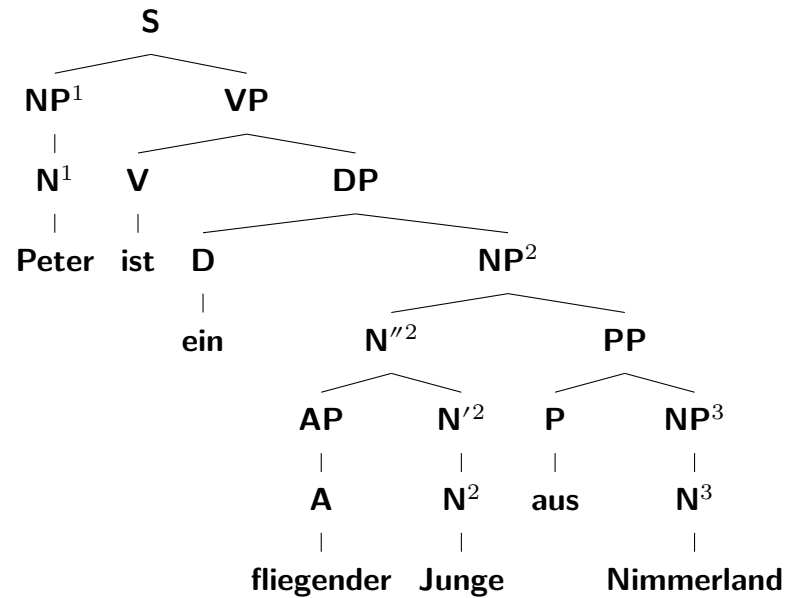 S
NP¹ VP
N¹ V DP
Peter ist D NP²
ein N″² PP
AP N′² P NP³
A N² aus N³
fliegender Junge Nimmerland